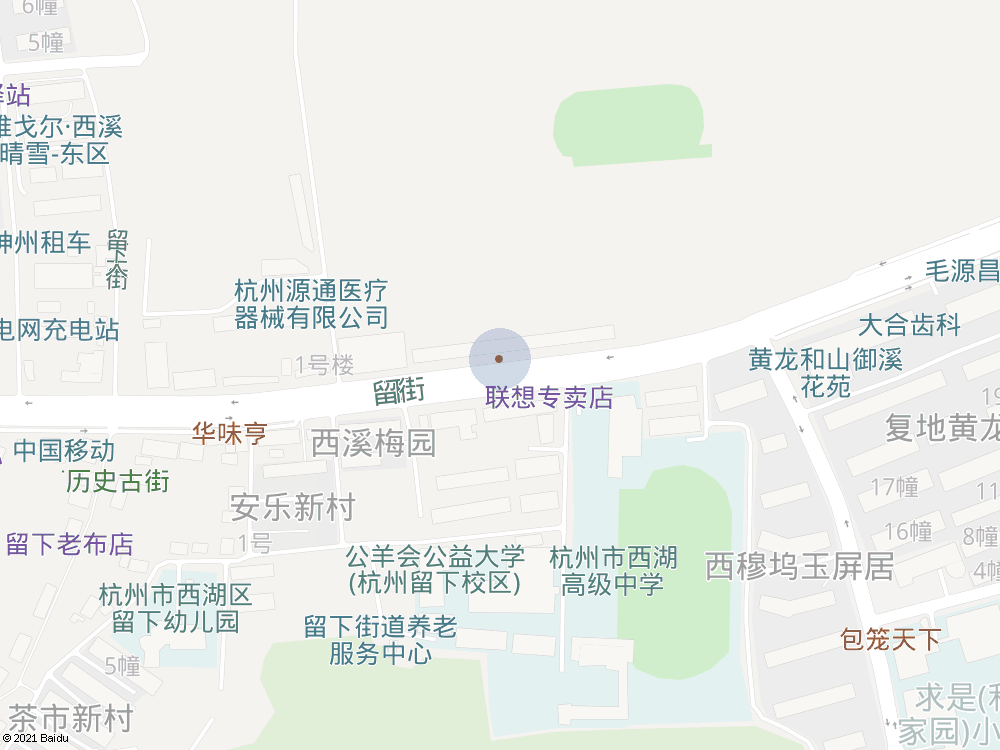 6幢
5幢
驿站
雅戈尔·西溪
晴雪-东区
神州租车
留下街
杭州源通医疗
器械有限公司
电网充电站
1号楼
毛源昌
大合齿科
黄龙和山御溪
花苑
留街
联想专卖店
华味亨
中国移动
西溪梅园
历史古街
复地黄龙
19
17幢
11
16幢
8幢
4幢
安乐新村
1号
留下老布店
公羊会公益大学
(杭州留下校区)
杭州市西湖
高级中学
西穆坞玉屏居
杭州市西湖区
留下幼儿园
留下街道养老
服务中心
包笼天下
5幢
茶市新村
求是(和
家园)小
© 2021 Baidu